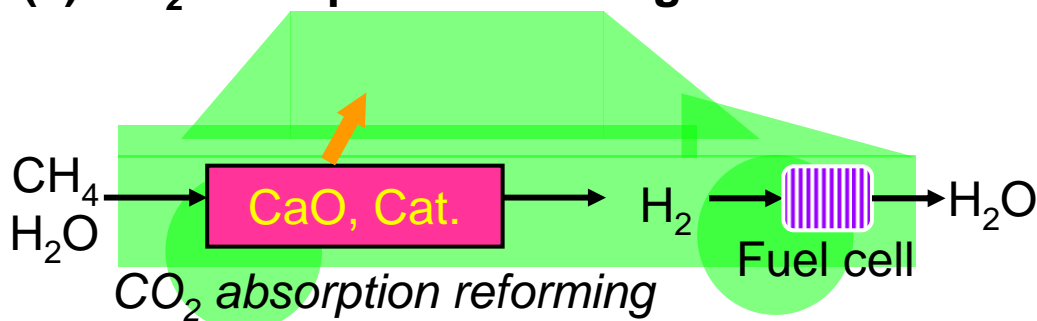 CH₄
H₂O
CaO, Cat.
H₂
H₂O
Fuel cell
CO₂ absorption reforming